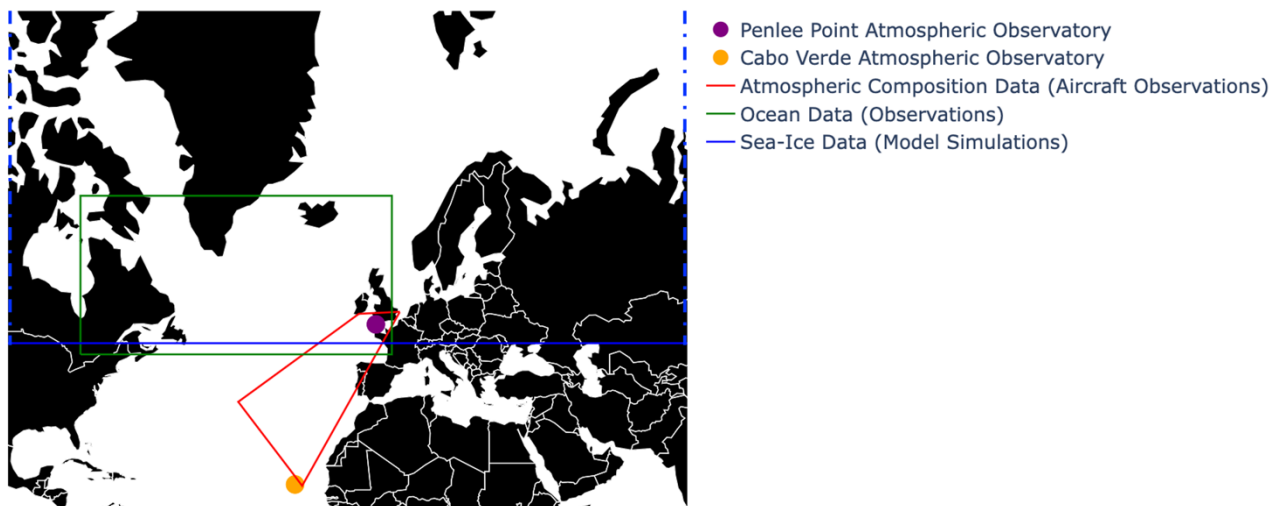 Penlee Point Atmospheric Observatory
Cabo Verde Atmospheric Observatory
Atmospheric Composition Data (Aircraft Observations)
Ocean Data (Observations)
Sea-Ice Data (Model Simulations)